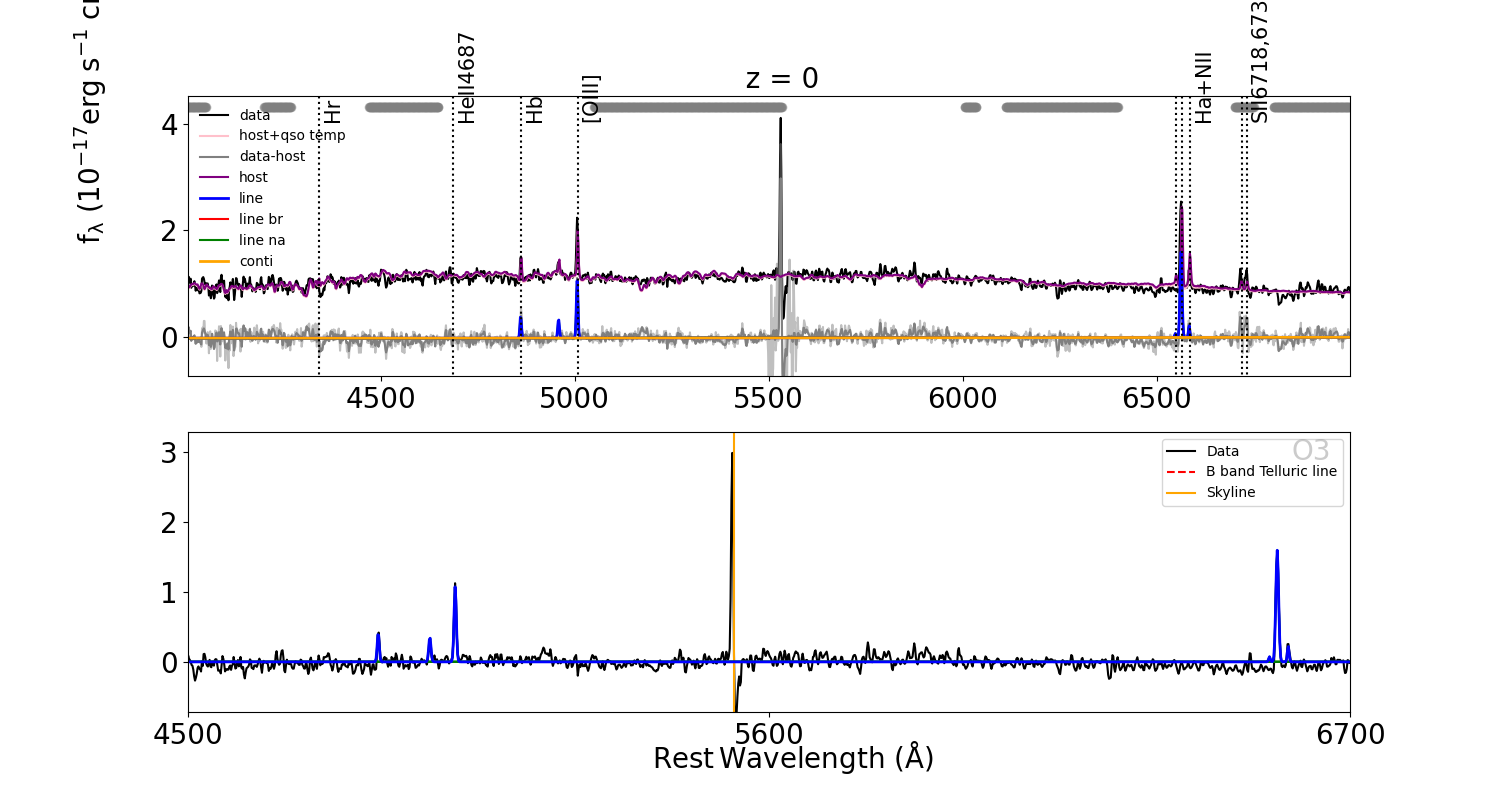 z = 0
f_λ (10^−17 erg s^−1
Hr
HeII4687
Hb
[OIII]
Ha+NII
SII6718,673
data
host+qso temp
data-host
host
line
line br
line na
conti
4
2
0
4500
5000
5500
6000
6500
O3
Data
B band Telluric line
Skyline
3
2
1
0
4500
5600
6700
Rest Wavelength (Å)